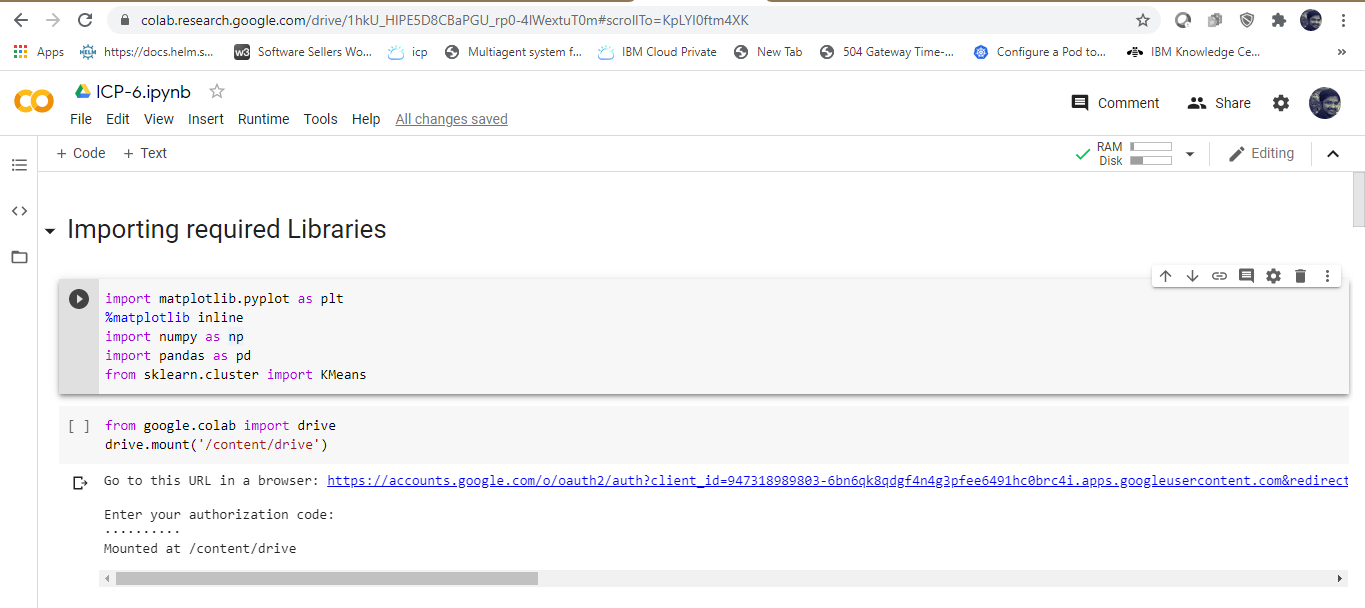 colab.research.google.com/drive/1hkU_HIPE5D8CBaPGU_rp0-4lWextuT0m#scrollTo=KpLYl0ftm4XK
Apps https://docs.helm.s... w3 Software Sellers Wo... icp Multiagent system f... IBM Cloud Private New Tab 504 Gateway Time-... Configure a Pod to... IBM Knowledge Ce... »
ICP-6.ipynb
Comment Share
File Edit View Insert Runtime Tools Help All changes saved
+ Code + Text
RAM
Disk
Editing
Importing required Libraries
import matplotlib.pyplot as plt
%matplotlib inline
import numpy as np
import pandas as pd
from sklearn.cluster import KMeans
[ ] from google.colab import drive
drive.mount('/content/drive')
Go to this URL in a browser: https://accounts.google.com/o/oauth2/auth?client_id=947318989803-6bn6qk8qdgf4n4g3pfee6491hc0brc4i.apps.googleusercontent.com&redirect
Enter your authorization code:
··········
Mounted at /content/drive